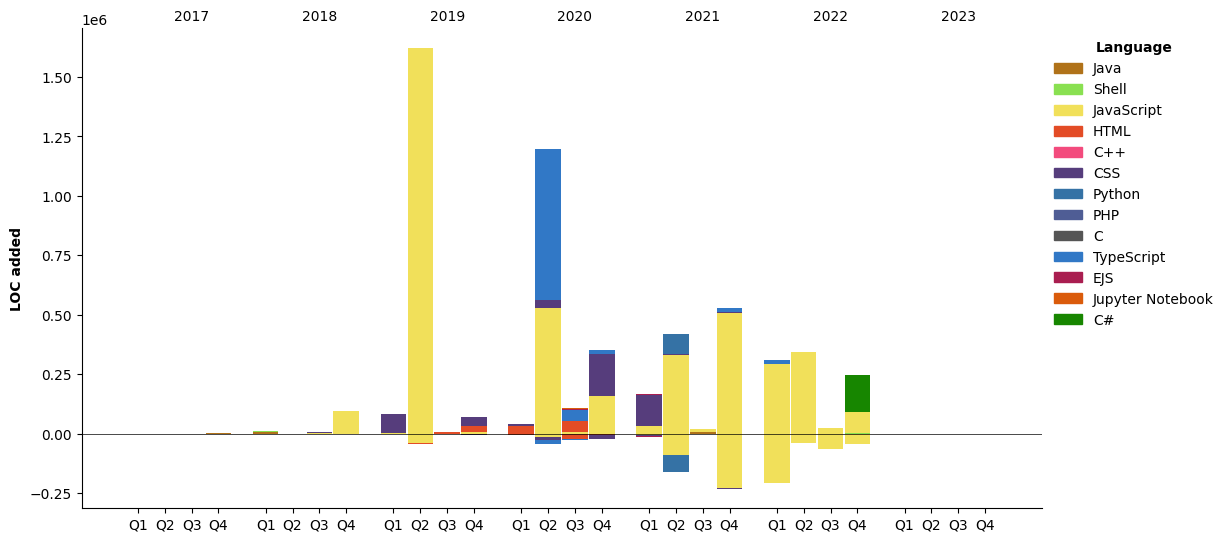 1e6
2017 2018 2019 2020 2021 2022 2023
LOC added
1.50
1.25
1.00
0.75
0.50
0.25
0.00
−0.25
Q1 Q2 Q3 Q4 Q1 Q2 Q3 Q4 Q1 Q2 Q3 Q4 Q1 Q2 Q3 Q4 Q1 Q2 Q3 Q4 Q1 Q2 Q3 Q4 Q1 Q2 Q3 Q4
Language
Java
Shell
JavaScript
HTML
C++
CSS
Python
PHP
C
TypeScript
EJS
Jupyter Notebook
C#